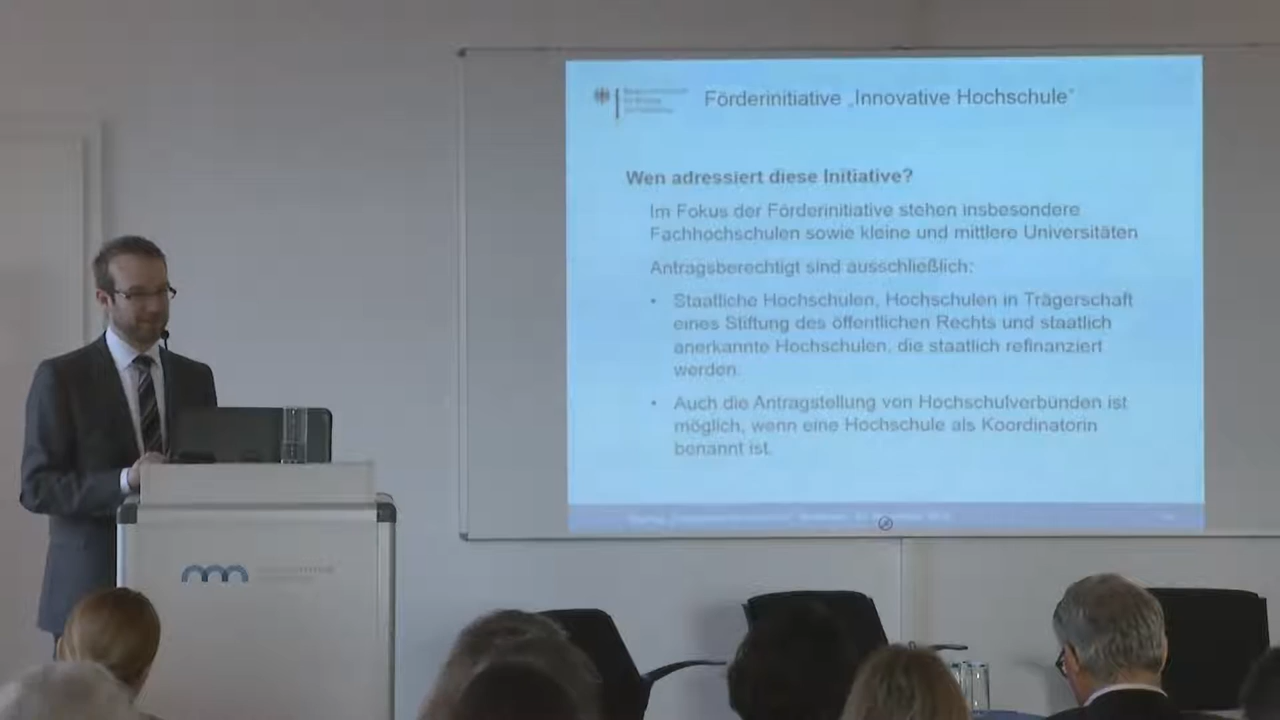 Förderinitiative „Innovative Hochschule“
Wen adressiert diese Initiative?
Im Fokus der Förderinitiative stehen insbesondere
Fachhochschulen sowie kleine und mittlere Universitäten
Antragsberechtigt sind ausschließlich:
• Staatliche Hochschulen, Hochschulen in Trägerschaft
eines Stiftung des öffentlichen Rechts und staatlich
anerkannte Hochschulen, die staatlich refinanziert
werden.
• Auch die Antragstellung von Hochschulverbünden ist
möglich, wenn eine Hochschule als Koordinatorin
benannt ist.